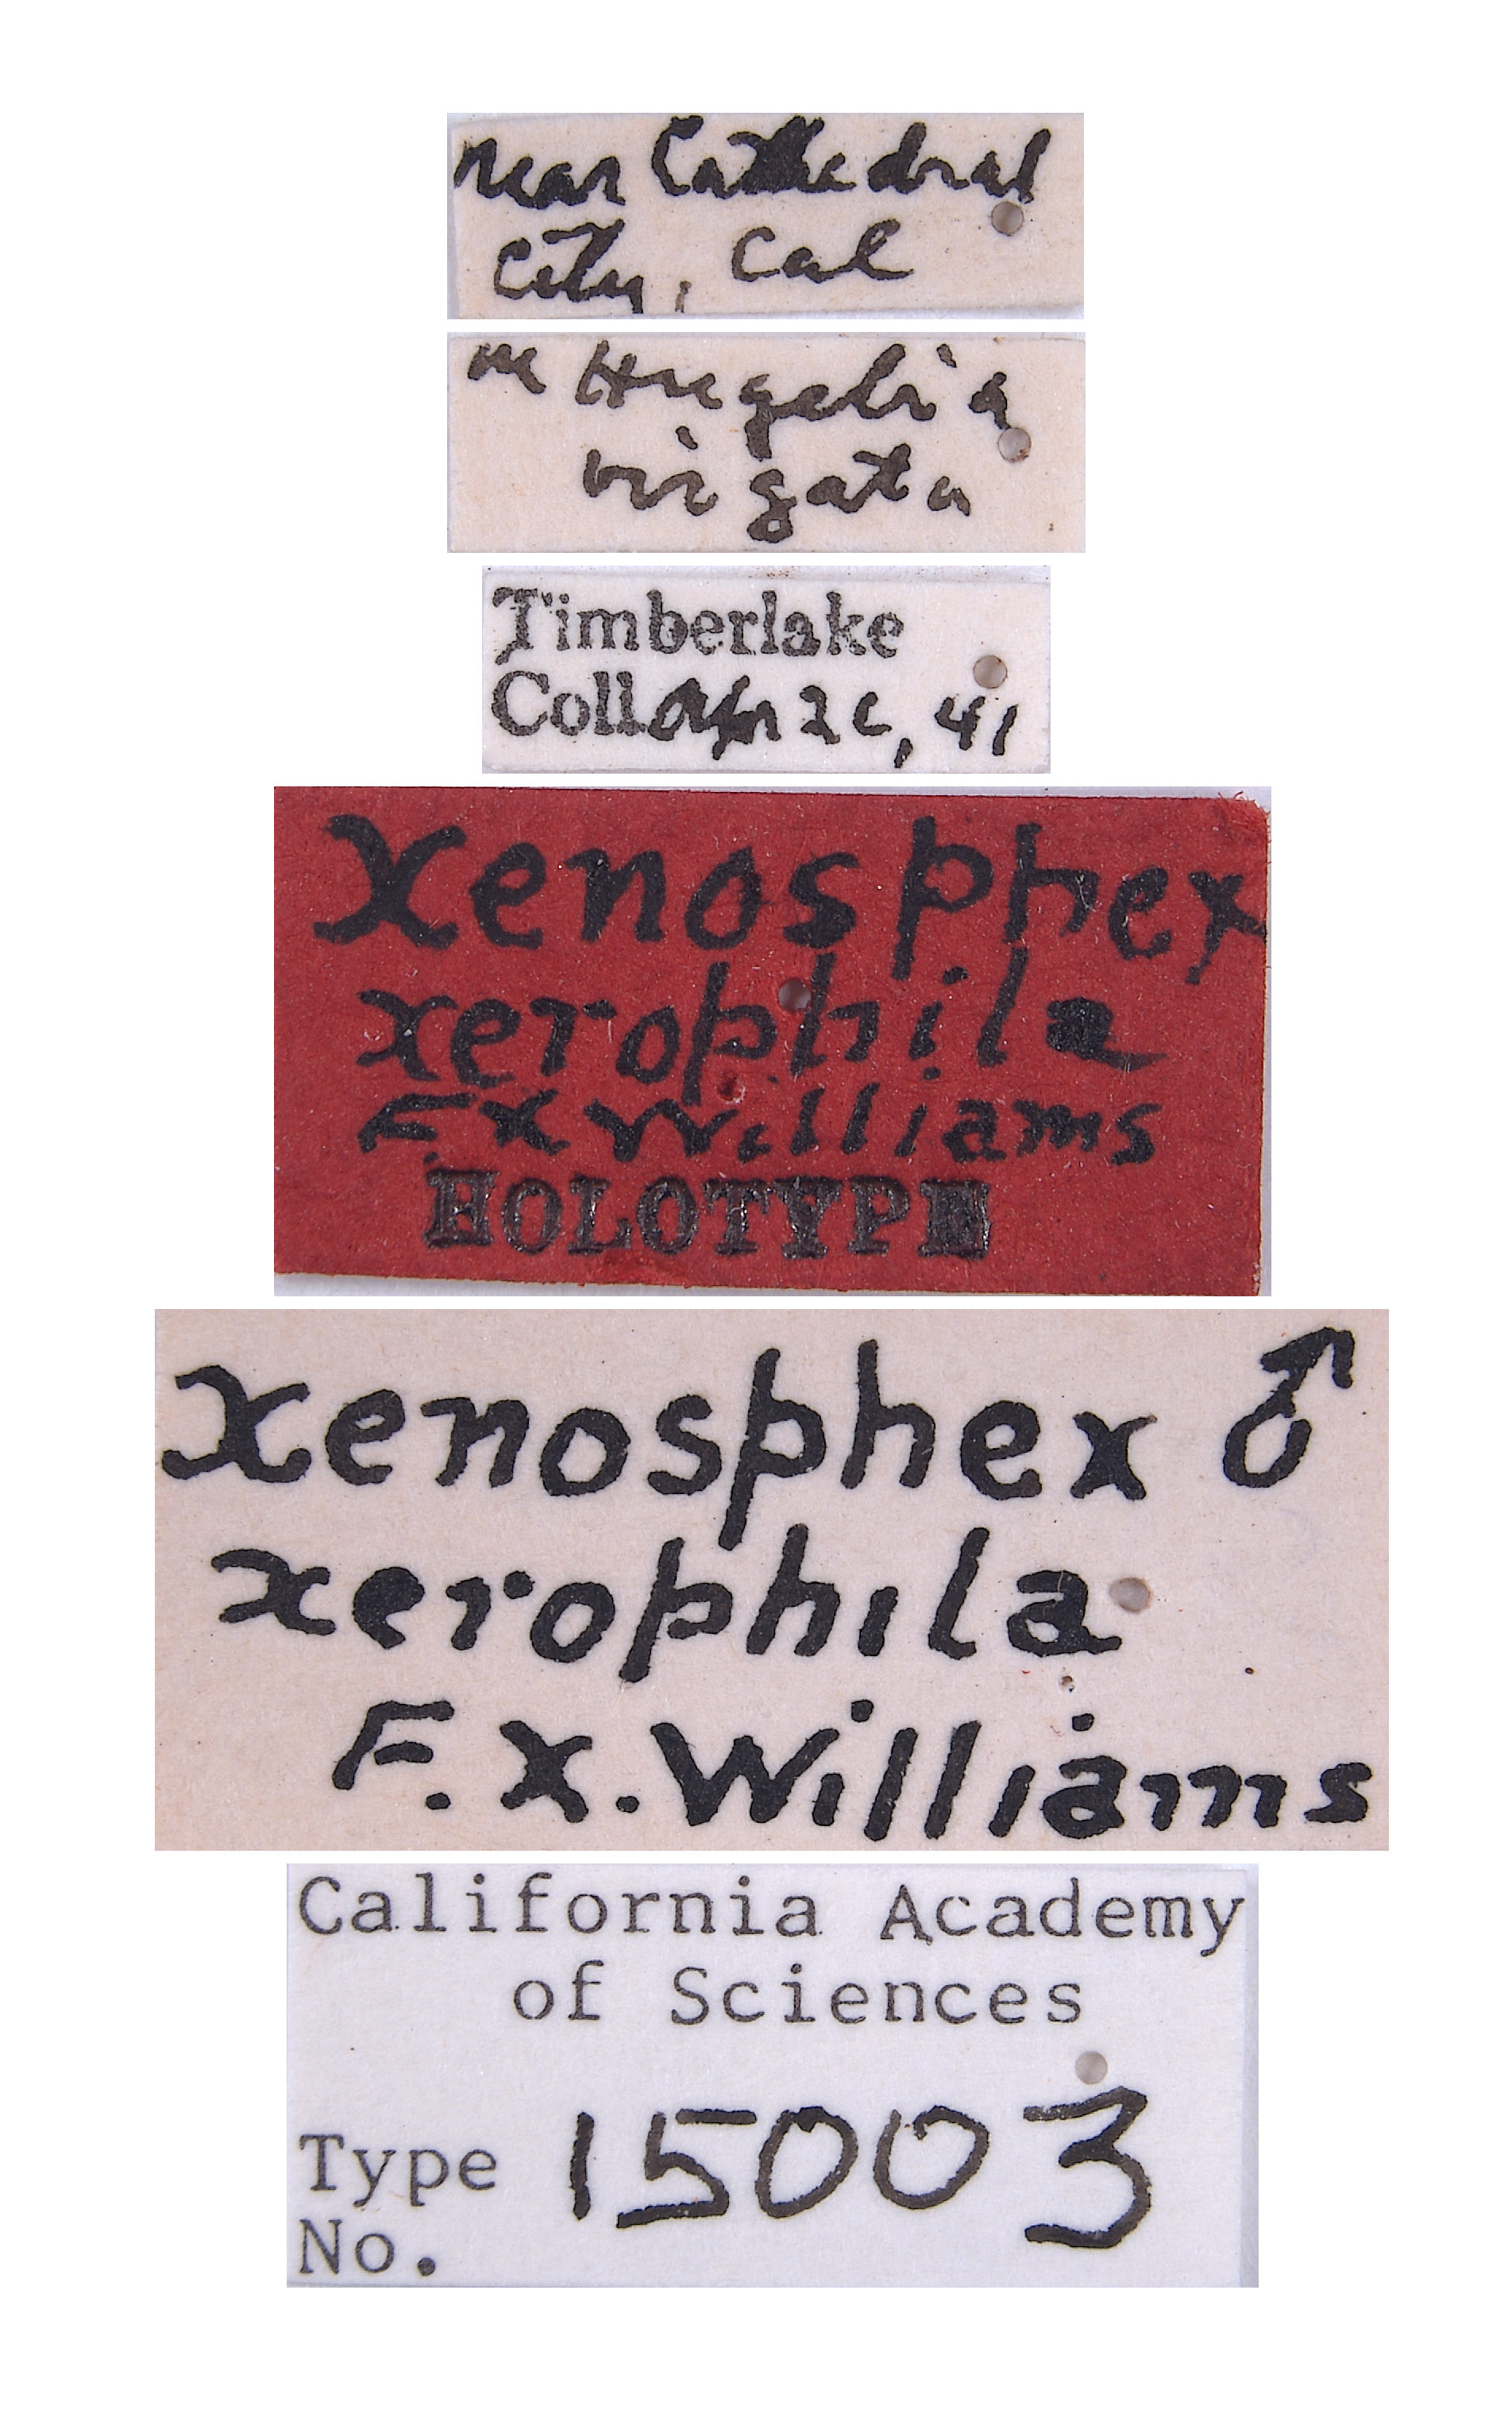 near Cathedral
City, Cal
on Hugelia
virgata
Timberlake
Coll. Apr 26, 41
Xenosphex
xerophila
F X Williams
HOLOTYPE
Xenosphex ♂
xerophila
F. X. Williams
California Academy
of Sciences
Type 15003
No.